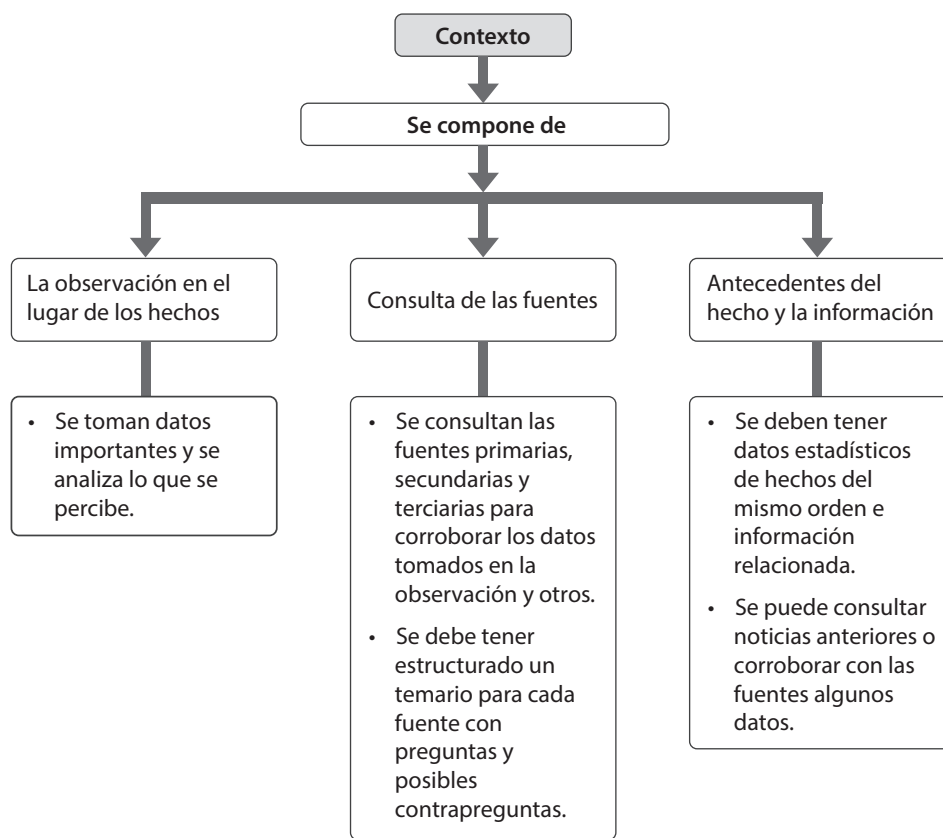 Contexto
Se compone de
La observación en el
lugar de los hechos
Consulta de las fuentes
Antecedentes del
hecho y la información
• Se toman datos
importantes y se
analiza lo que se
percibe.
• Se consultan las
fuentes primarias,
secundarias y
terciarias para
corroborar los datos
tomados en la
observación y otros.
• Se debe tener
estructurado un
temario para cada
fuente con
preguntas y
posibles
contrapreguntas.
• Se deben tener
datos estadísticos
de hechos del
mismo orden e
información
relacionada.
• Se puede consultar
noticias anteriores o
corroborar con las
fuentes algunos
datos.